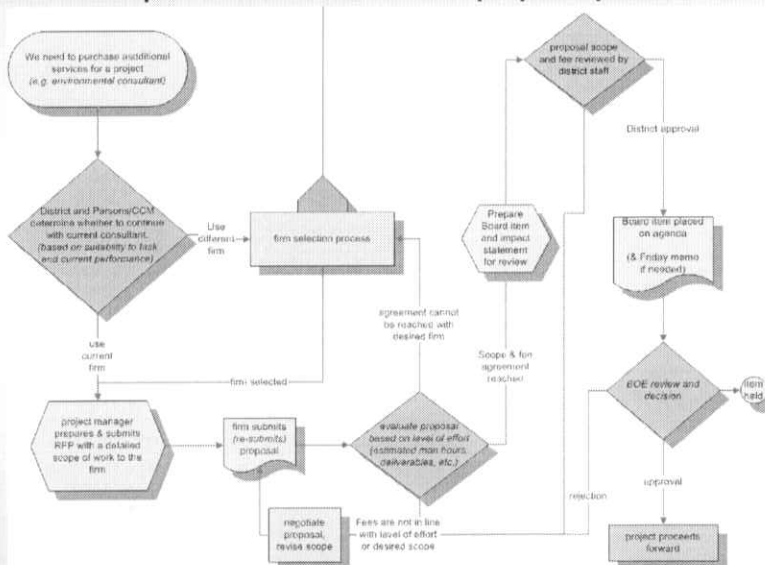 We need to purchase asdditional
services for a project
(e.g. environmental consultant)
District and Parsons/CCM
determine whether to continue
with current consultant.
(based on suitability to task
and current performance)
Use
different
firm
firm selection process
use
current
firm
firm selected
project manager
prepares & submits
RFP with a detailed
scope of work to the
firm
firm submits
(re-submits)
proposal
agreement cannot
be reached with
desired firm
evaluate proposal
based on level of effort
(estimated man hours,
deliverables, etc.)
negotiate
proposal,
revise scope
Fees are not in line
with level of effort
or desired scope
Scope & fee
agreement
reached
Prepare
Board item
and impact
statement
for review
proposal scope
and fee reviewed by
district staff
District approval
Board item placed
on agenda
(& Friday memo
if needed)
BOE review and
decision
item
held
rejection
approval
project proceeds
forward